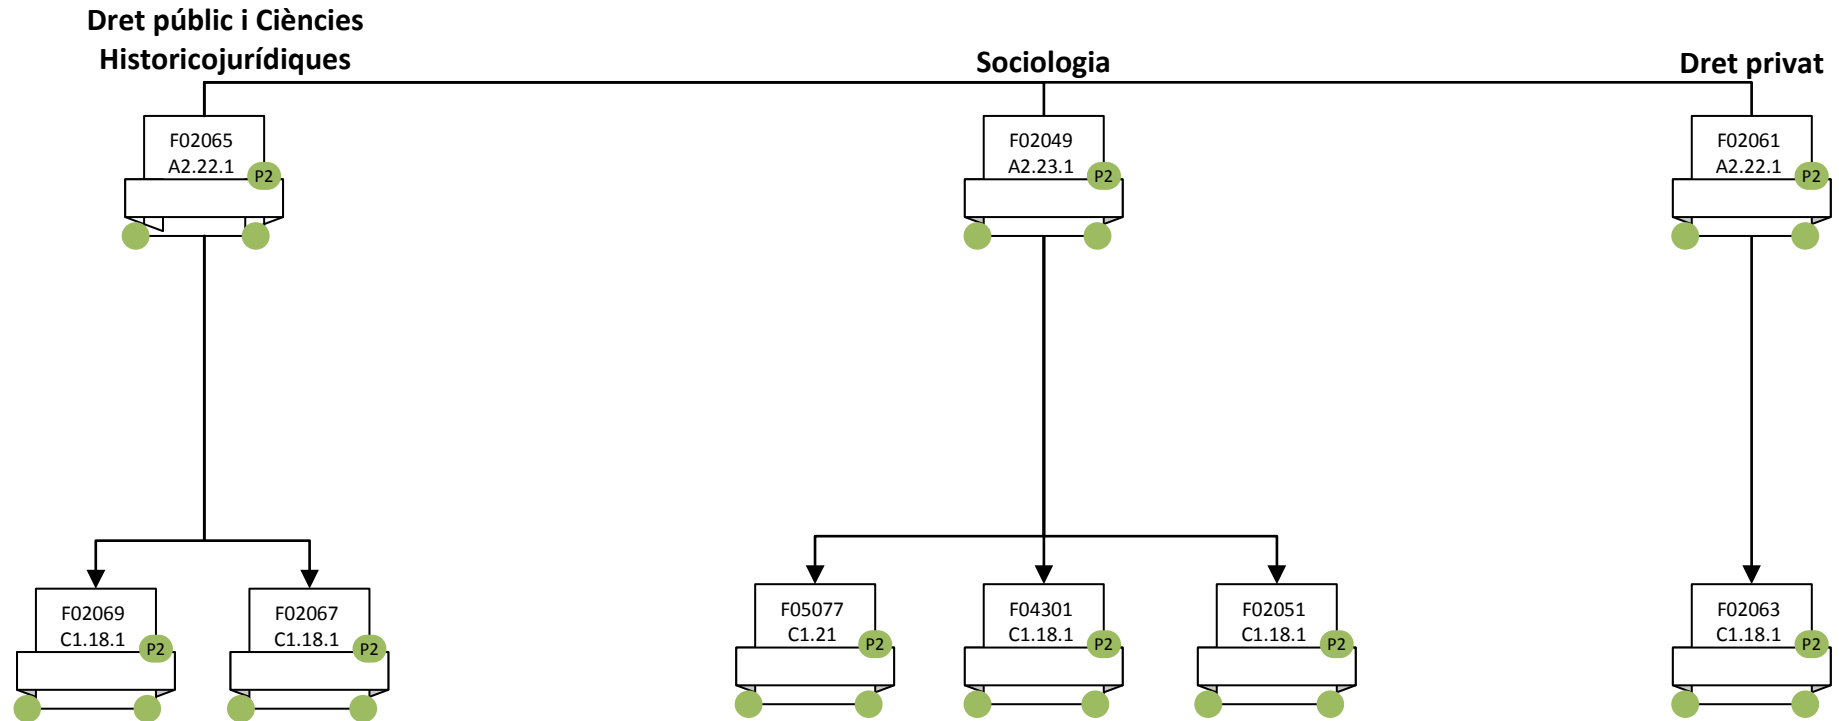 Dret públic i Ciències
Historicojurídiques
Sociologia
Dret privat
F02065
A2.22.1
P2
F02049
A2.23.1
P2
F02061
A2.22.1
P2
F02069
C1.18.1
P2
F02067
C1.18.1
P2
F05077
C1.21
P2
F04301
C1.18.1
P2
F02051
C1.18.1
P2
F02063
C1.18.1
P2